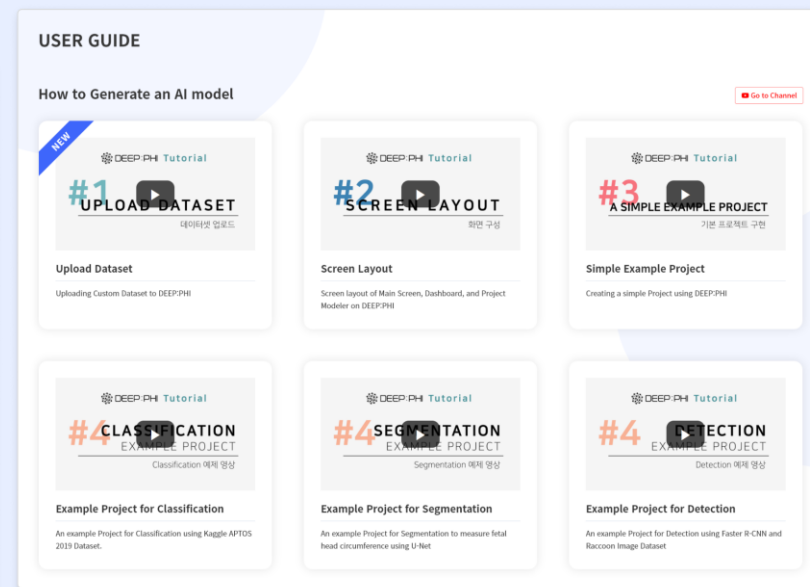 USER GUIDE
How to Generate an AI model
Go to Channel
NEW
DEEP:PHI Tutorial
#1
UPLOAD DATASET
데이터셋 업로드
Upload Dataset
Uploading Custom Dataset to DEEP:PHI
DEEP:PHI Tutorial
#2
SCREEN LAYOUT
화면 구성
Screen Layout
Screen layout of Main Screen, Dashboard, and Project
Modeler on DEEP:PHI
DEEP:PHI Tutorial
#3
A SIMPLE EXAMPLE PROJECT
기본 프로젝트 구현
Simple Example Project
Creating a simple Project using DEEP:PHI
DEEP:PHI Tutorial
#4
CLASSIFICATION
EXAMPLE PROJECT
Classification 예제 영상
Example Project for Classification
An example Project for Classification using Kaggle APTOS
2019 Dataset.
DEEP:PHI Tutorial
#4
SEGMENTATION
EXAMPLE PROJECT
Segmentation 예제 영상
Example Project for Segmentation
An example Project for Segmentation to measure fetal
head circumference using U-Net
DEEP:PHI Tutorial
#4
DETECTION
EXAMPLE PROJECT
Detection 예제 영상
Example Project for Detection
An example Project for Detection using Faster R-CNN and
Raccoon Image Dataset